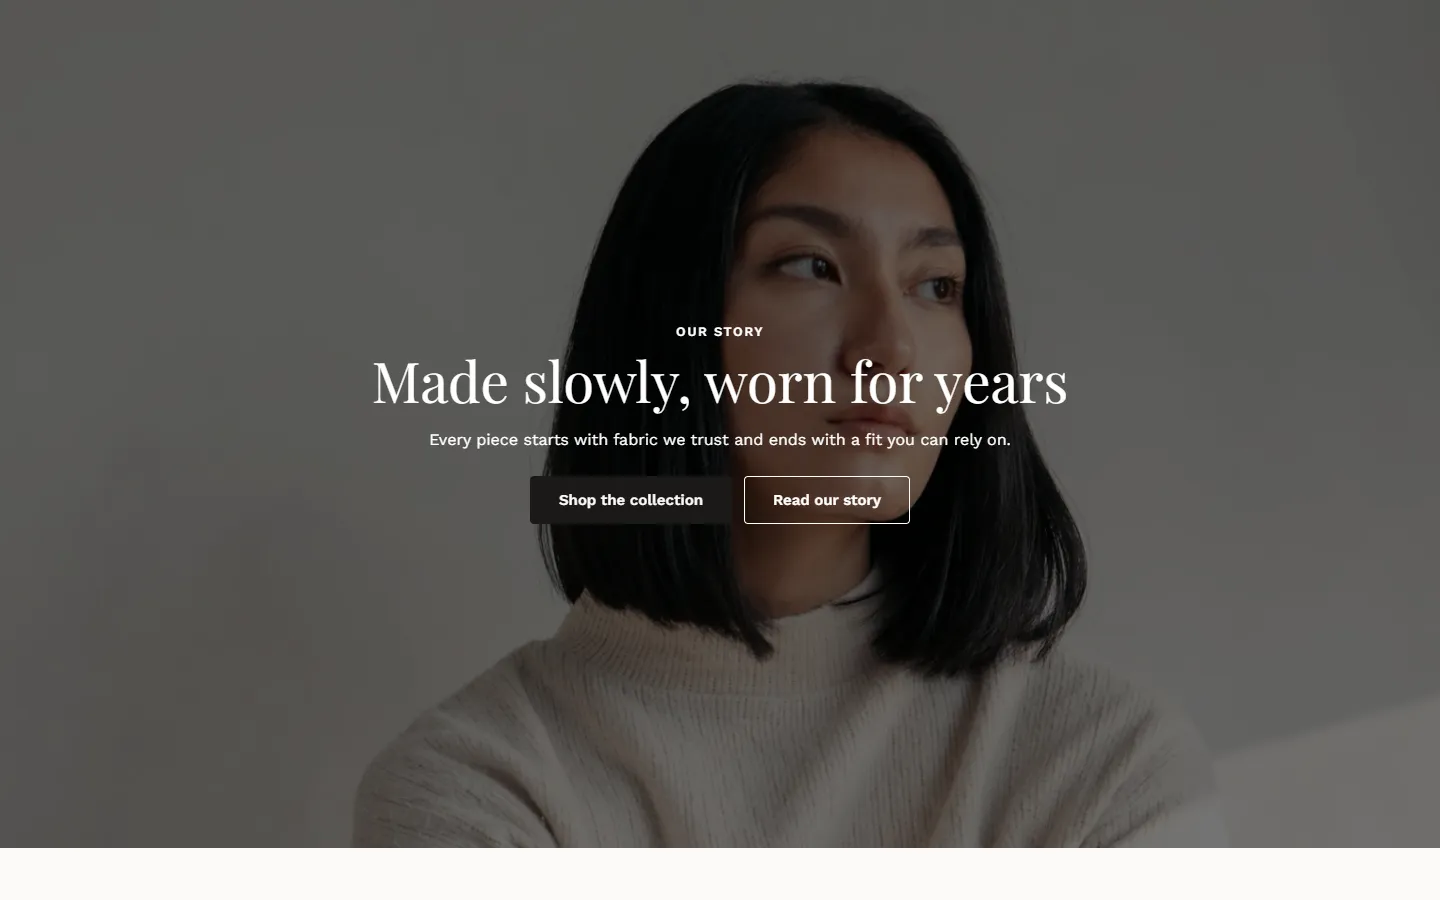 OUR STORY
Made slowly, worn for years
Every piece starts with fabric we trust and ends with a fit you can rely on.
Shop the collection
Read our story